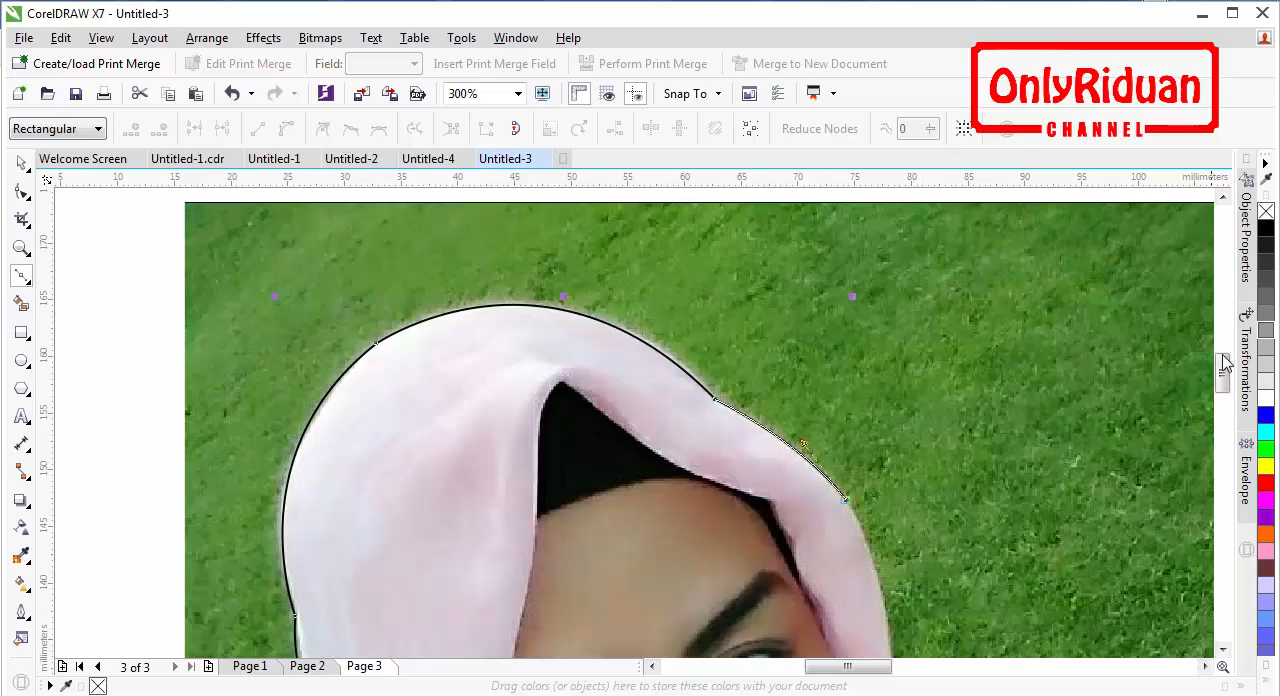 CorelDRAW X7 - Untitled-3
File Edit View Layout Arrange Effects Bitmaps Text Table Tools Window Help
Create/load Print Merge Edit Print Merge Field: Insert Print Merge Field Perform Print Merge Merge to New Document
OnlyRiduan
CHANNEL
300% Snap To
Rectangular Reduce Nodes 0
Welcome Screen Untitled-1.cdr Untitled-1 Untitled-2 Untitled-4 Untitled-3
5 10 15 20 25 30 35 40 45 50 55 60 65 70 75 80 85 90 95 100 millimeters
170
165
160
155
150
145
140
millimeters
Object Properties
Transformations
Envelope
3 of 3 Page 1 Page 2 Page 3
Drag colors (or objects) here to store these colors with your document